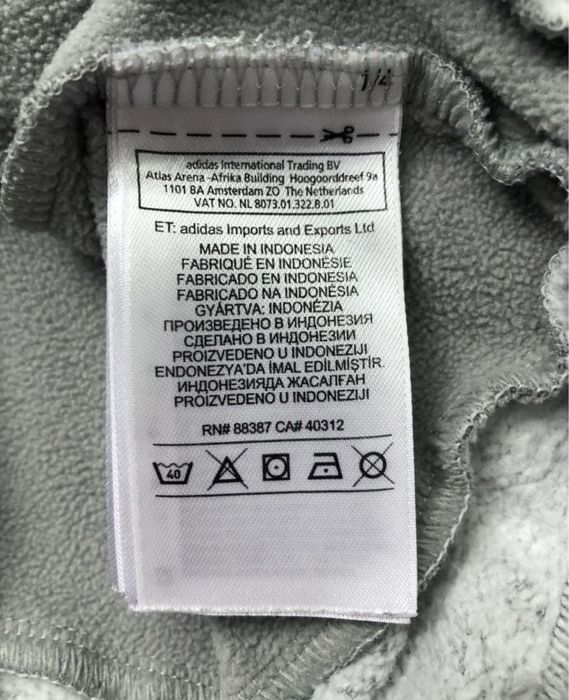 1/4
adidas International Trading BV
Atlas Arena -Afrika Building Hoogoorddreef 9a
1101 BA Amsterdam ZO The Netherlands
VAT NO. NL 8073.01.322.B.01
ET: adidas Imports and Exports Ltd
MADE IN INDONESIA
FABRIQUÉ EN INDONÉSIE
FABRICADO EN INDONESIA
FABRICADO NA INDONÉSIA
GYÁRTVA: INDONÉZIA
ПРОИЗВЕДЕНО В ИНДОНЕЗИЯ
СДЕЛАНО В ИНДОНЕЗИИ
PROIZVEDENO U INDONEZIJI
ENDONEZYA'DA İMAL EDİLMİŞTİR.
ИНДОНЕЗИЯДА ЖАСАЛҒАН
PROIZVEDENO U INDONEZIJI
RN# 88387 CA# 40312
40